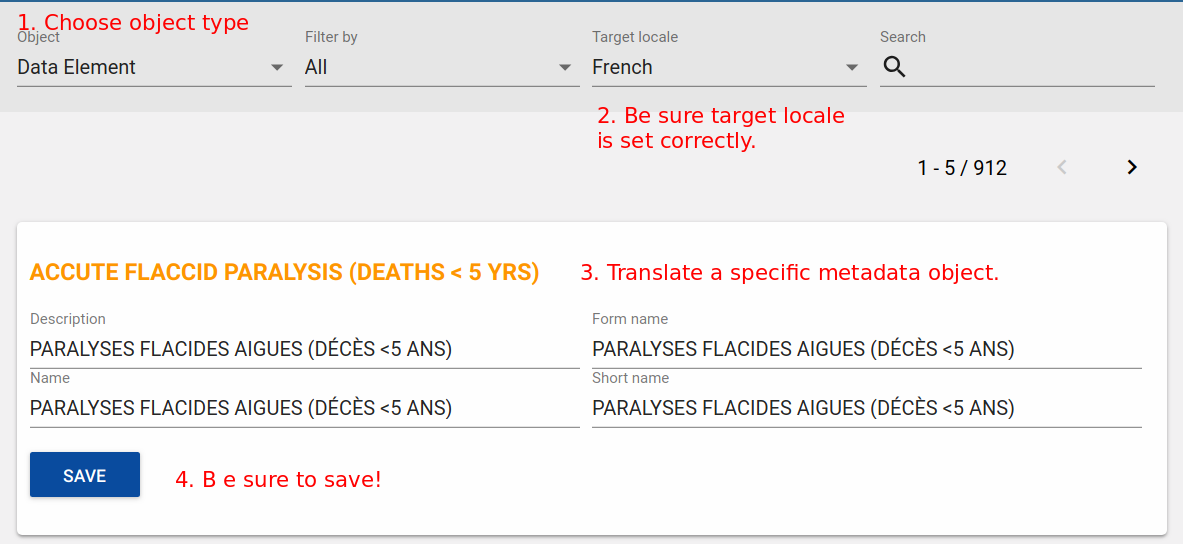 1. Choose object type
Object
Filter by
Target locale
Search
Data Element
All
French
2. Be sure target locale
is set correctly.
1 - 5 / 912
ACCUTE FLACCID PARALYSIS (DEATHS < 5 YRS)
3. Translate a specific metadata object.
Description
Form name
PARALYSES FLACIDES AIGUES (DÉCÈS <5 ANS)
PARALYSES FLACIDES AIGUES (DÉCÈS <5 ANS)
Name
Short name
PARALYSES FLACIDES AIGUES (DÉCÈS <5 ANS)
PARALYSES FLACIDES AIGUES (DÉCÈS <5 ANS)
SAVE
4. B e sure to save!